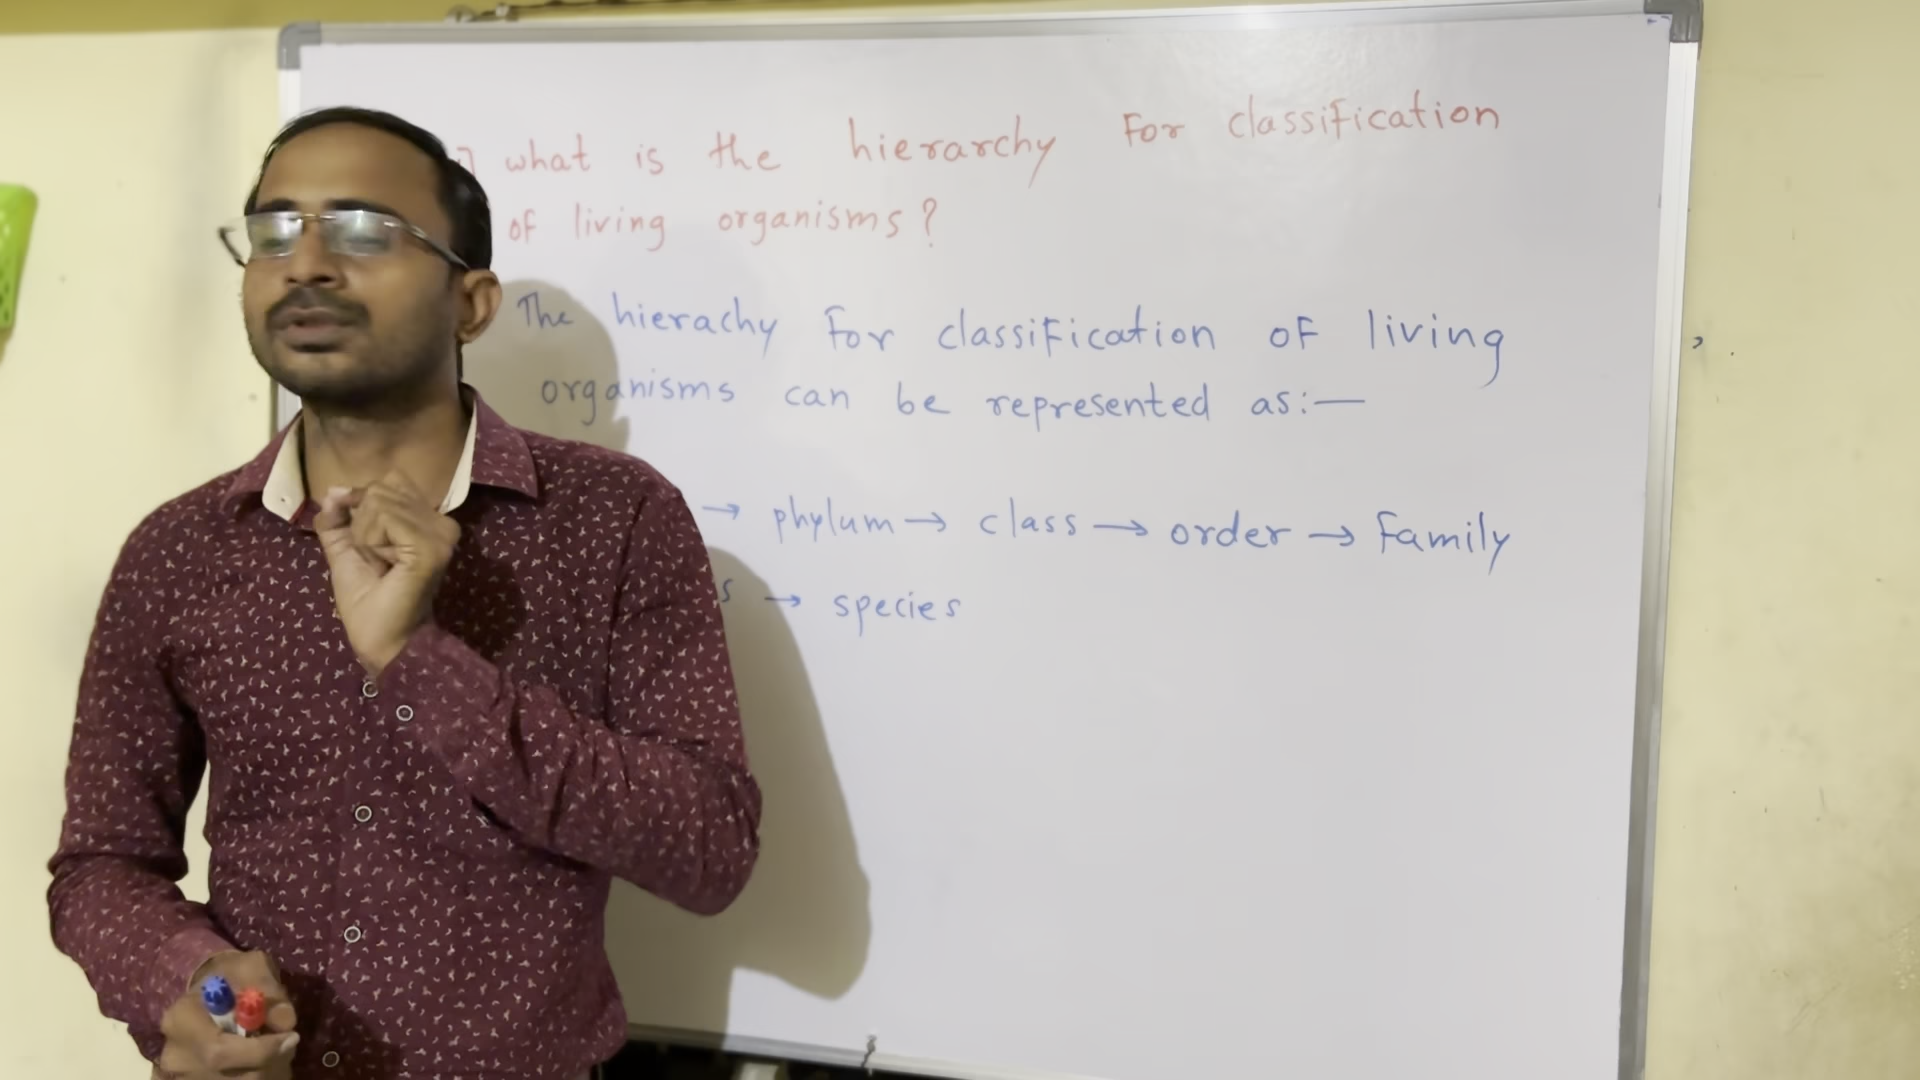 what is the hierarchy For classification
of living organisms?
The hierachy For classification of living
organisms can be represented as:—
→ phylum → class → order → Family
s → species